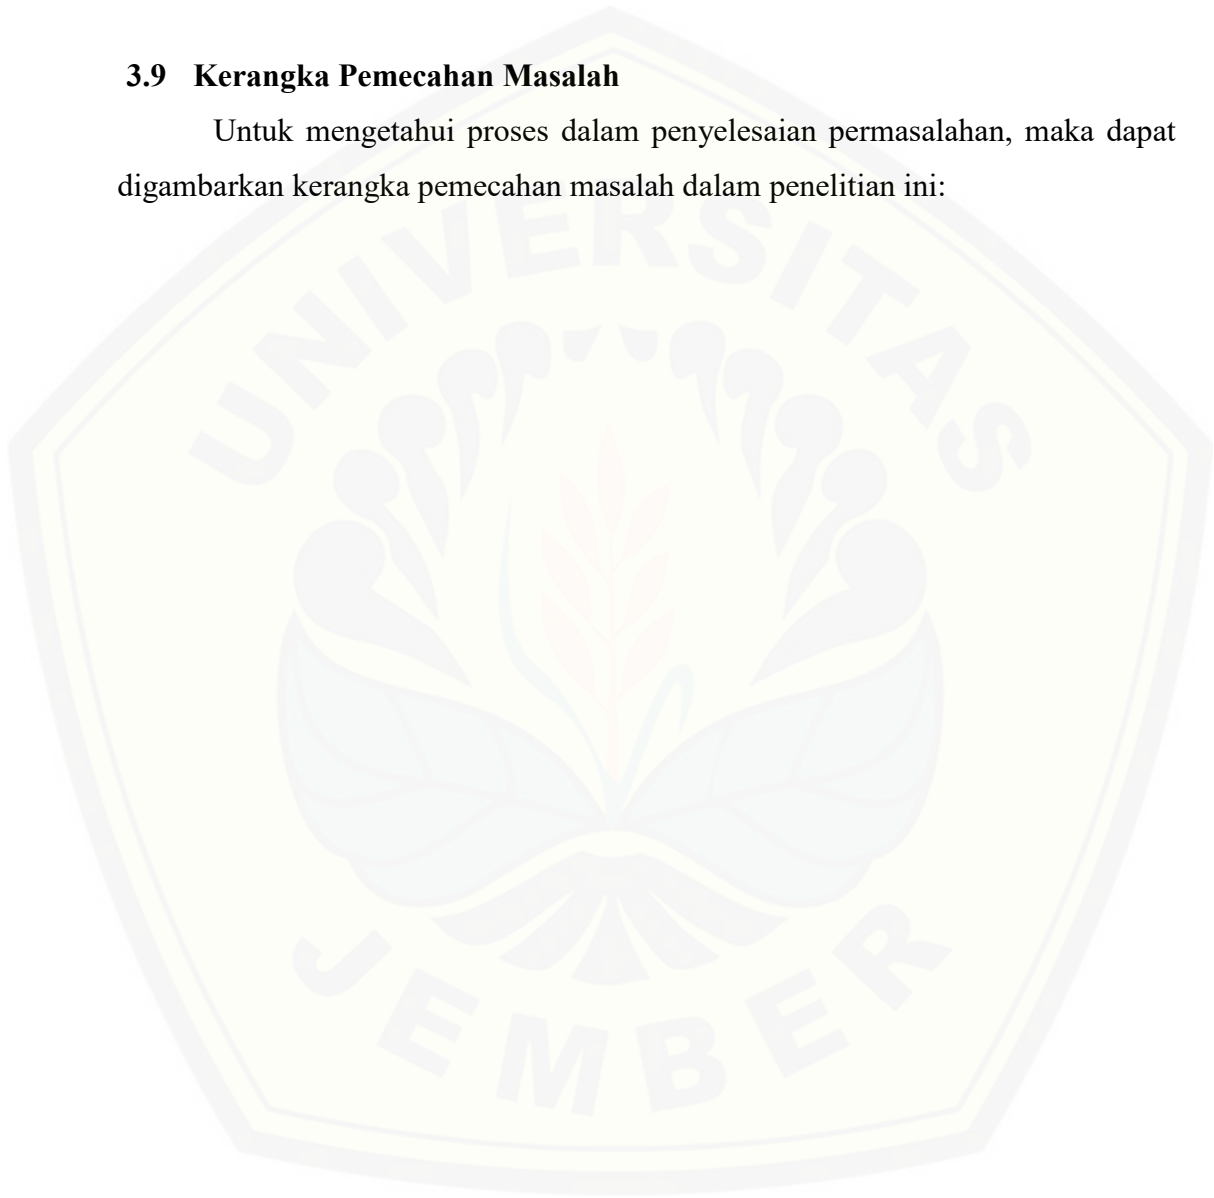 3.9 Kerangka Pemecahan Masalah
Untuk mengetahui proses dalam penyelesaian permasalahan, maka dapat
digambarkan kerangka pemecahan masalah dalam penelitian ini:
UNIVERSITAS
JEMBER